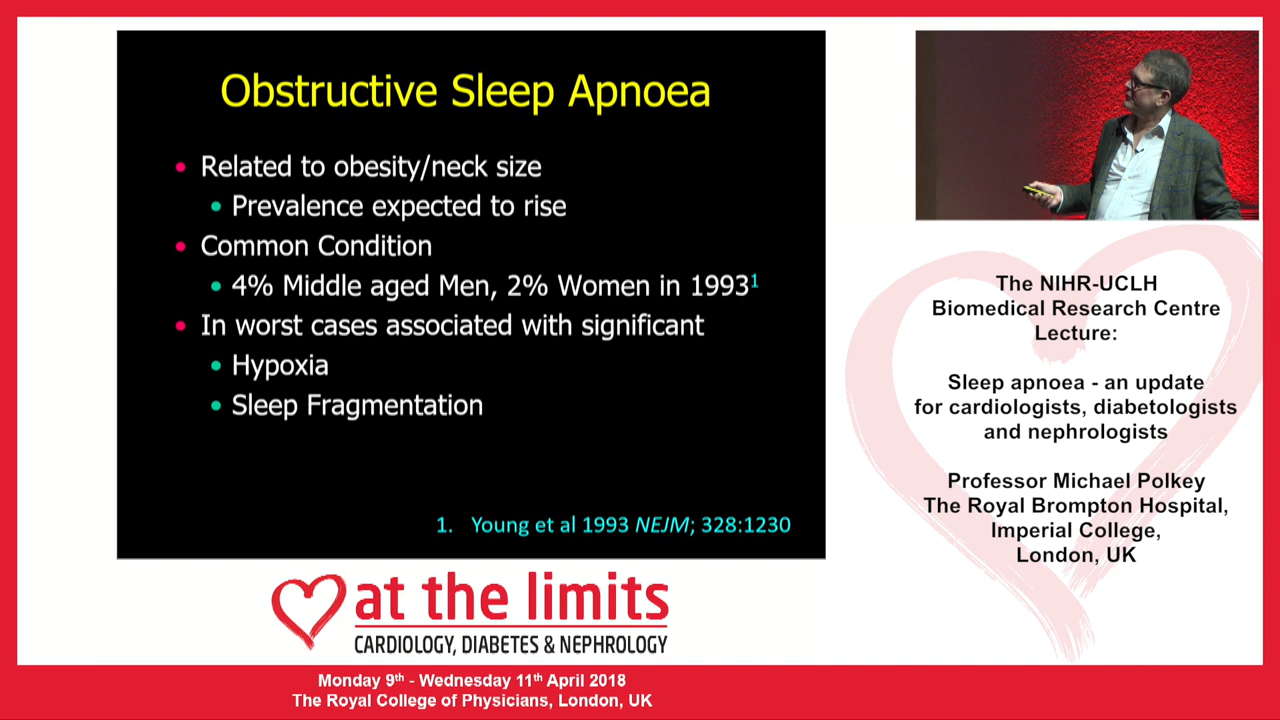 Obstructive Sleep Apnoea
• Related to obesity/neck size
• Prevalence expected to rise
• Common Condition
• 4% Middle aged Men, 2% Women in 1993¹
• In worst cases associated with significant
• Hypoxia
• Sleep Fragmentation
1. Young et al 1993 NEJM; 328:1230
The NIHR-UCLH
Biomedical Research Centre
Lecture:
Sleep apnoea - an update
for cardiologists, diabetologists
and nephrologists
Professor Michael Polkey
The Royal Brompton Hospital,
Imperial College,
London, UK
at the limits
CARDIOLOGY, DIABETES & NEPHROLOGY
Monday 9th - Wednesday 11th April 2018
The Royal College of Physicians, London, UK